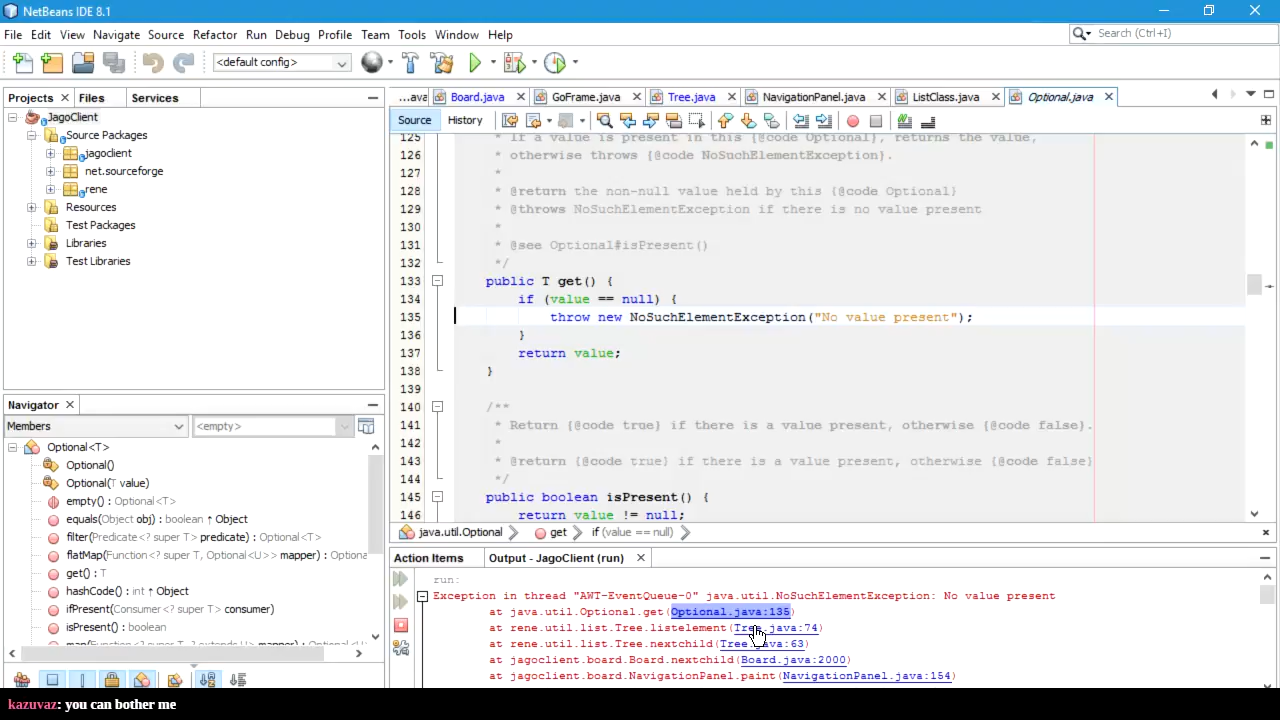 NetBeans IDE 8.1
File Edit View Navigate Source Refactor Run Debug Profile Team Tools Window Help
Search (Ctrl+I)
<default config>
Projects Files Services
...ava Board.java GoFrame.java Tree.java NavigationPanel.java ListClass.java Optional.java
Source History
JagoClient
Source Packages
jagoclient
net.sourceforge
rene
Resources
Test Packages
Libraries
Test Libraries
125 * If a value is present in this {@code Optional}, returns the value,
126 * otherwise throws {@code NoSuchElementException}.
127 *
128 * @return the non-null value held by this {@code Optional}
129 * @throws NoSuchElementException if there is no value present
130 *
131 * @see Optional#isPresent()
132 */
133 public T get() {
134 if (value == null) {
135 throw new NoSuchElementException("No value present");
136 }
137 return value;
138 }
139
140 /**
141 * Return {@code true} if there is a value present, otherwise {@code false}.
142 *
143 * @return {@code true} if there is a value present, otherwise {@code false}
144 */
145 public boolean isPresent() {
146 return value != null;
java.util.Optional get if (value == null)
Navigator
Members <empty>
Optional<T>
Optional()
Optional(T value)
empty() : Optional<T>
equals(Object obj) : boolean ↑ Object
filter(Predicate<? super T> predicate) : Optional<T>
flatMap(Function<? super T, Optional<U>> mapper) : Optiona
get() : T
hashCode() : int ↑ Object
ifPresent(Consumer<? super T> consumer)
isPresent() : boolean
map(Function<? super T, ? extends U> mapper) : Optional<U>
Action Items Output - JagoClient (run)
run:
Exception in thread "AWT-EventQueue-0" java.util.NoSuchElementException: No value present
at java.util.Optional.get(Optional.java:135)
at rene.util.list.Tree.listelement(Tree.java:74)
at rene.util.list.Tree.nextchild(Tree.java:63)
at jagoclient.board.Board.nextchild(Board.java:2000)
at jagoclient.board.NavigationPanel.paint(NavigationPanel.java:154)
kazuvaz: you can bother me